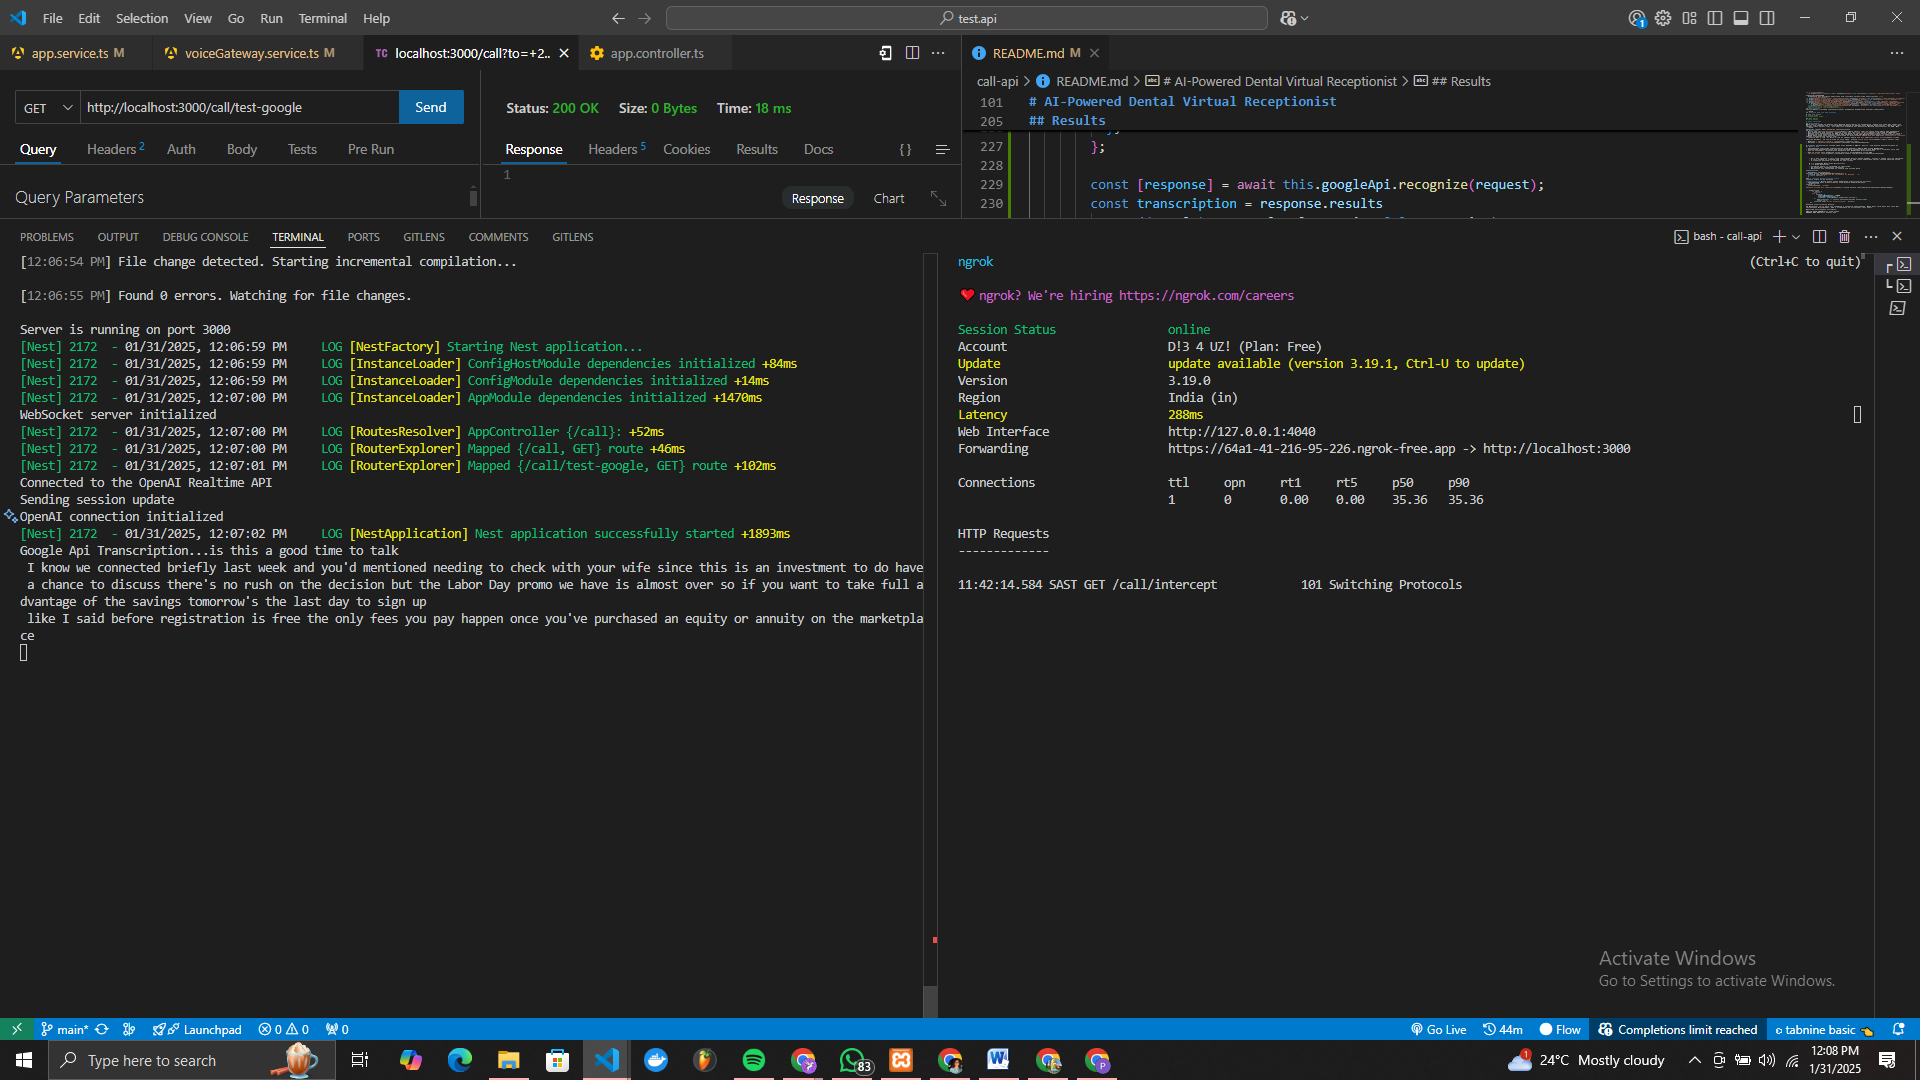 File Edit Selection View Go Run Terminal Help
test.api
app.service.ts M
voiceGateway.service.ts M
TC localhost:3000/call?to=+2..
app.controller.ts
README.md M
GET http://localhost:3000/call/test-google Send
Status: 200 OK Size: 0 Bytes Time: 18 ms
call-api > README.md > # AI-Powered Dental Virtual Receptionist > ## Results
101 # AI-Powered Dental Virtual Receptionist
205 ## Results
Query Headers 2 Auth Body Tests Pre Run
Response Headers 5 Cookies Results Docs { }
227 };
228
229 const [response] = await this.googleApi.recognize(request);
230 const transcription = response.results
1
Query Parameters
Response Chart
PROBLEMS OUTPUT DEBUG CONSOLE TERMINAL PORTS GITLENS COMMENTS GITLENS
bash - call-api
[12:06:54 PM] File change detected. Starting incremental compilation...
[12:06:55 PM] Found 0 errors. Watching for file changes.
Server is running on port 3000
[Nest] 2172 - 01/31/2025, 12:06:59 PM LOG [NestFactory] Starting Nest application...
[Nest] 2172 - 01/31/2025, 12:06:59 PM LOG [InstanceLoader] ConfigHostModule dependencies initialized +84ms
[Nest] 2172 - 01/31/2025, 12:06:59 PM LOG [InstanceLoader] ConfigModule dependencies initialized +14ms
[Nest] 2172 - 01/31/2025, 12:07:00 PM LOG [InstanceLoader] AppModule dependencies initialized +1470ms
WebSocket server initialized
[Nest] 2172 - 01/31/2025, 12:07:00 PM LOG [RoutesResolver] AppController {/call}: +52ms
[Nest] 2172 - 01/31/2025, 12:07:00 PM LOG [RouterExplorer] Mapped {/call, GET} route +46ms
[Nest] 2172 - 01/31/2025, 12:07:01 PM LOG [RouterExplorer] Mapped {/call/test-google, GET} route +102ms
Connected to the OpenAI Realtime API
Sending session update
OpenAI connection initialized
[Nest] 2172 - 01/31/2025, 12:07:02 PM LOG [NestApplication] Nest application successfully started +1893ms
Google Api Transcription...is this a good time to talk
I know we connected briefly last week and you'd mentioned needing to check with your wife since this is an investment to do have
a chance to discuss there's no rush on the decision but the Labor Day promo we have is almost over so if you want to take full a
dvantage of the savings tomorrow's the last day to sign up
like I said before registration is free the only fees you pay happen once you've purchased an equity or annuity on the marketpla
ce
ngrok (Ctrl+C to quit)
ngrok? We're hiring https://ngrok.com/careers
Session Status online
Account D!3 4 UZ! (Plan: Free)
Update update available (version 3.19.1, Ctrl-U to update)
Version 3.19.0
Region India (in)
Latency 288ms
Web Interface http://127.0.0.1:4040
Forwarding https://64a1-41-216-95-226.ngrok-free.app -> http://localhost:3000
Connections ttl opn rt1 rt5 p50 p90
1 0 0.00 0.00 35.36 35.36
HTTP Requests
-------------
11:42:14.584 SAST GET /call/intercept 101 Switching Protocols
Activate Windows
Go to Settings to activate Windows.
main* Launchpad 0 0 0
Go Live 44m Flow Completions limit reached tabnine basic
Type here to search
83
24°C Mostly cloudy
12:08 PM
1/31/2025